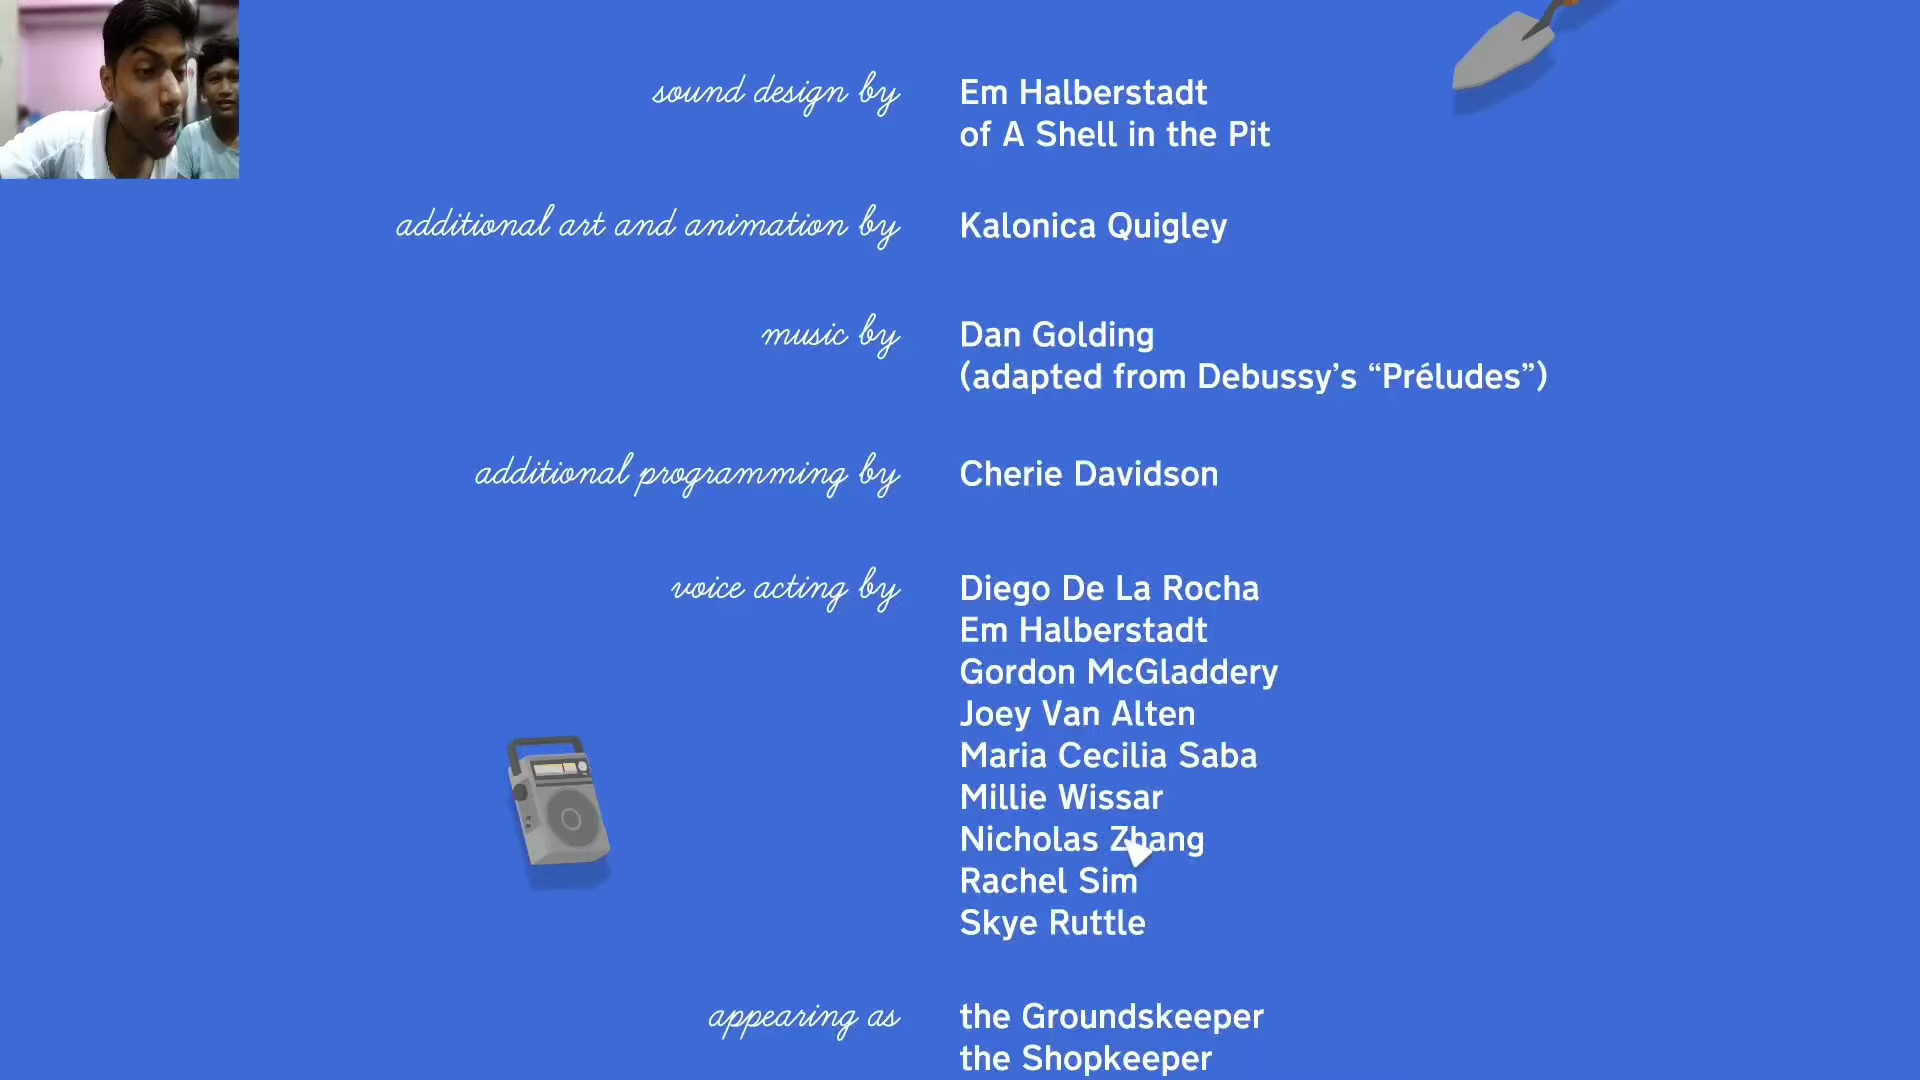 sound design by Em Halberstadt
of A Shell in the Pit
additional art and animation by Kalonica Quigley
music by Dan Golding
(adapted from Debussy’s “Préludes”)
additional programming by Cherie Davidson
voice acting by Diego De La Rocha
Em Halberstadt
Gordon McGladdery
Joey Van Alten
Maria Cecilia Saba
Millie Wissar
Nicholas Zhang
Rachel Sim
Skye Ruttle
appearing as the Groundskeeper
the Shopkeeper